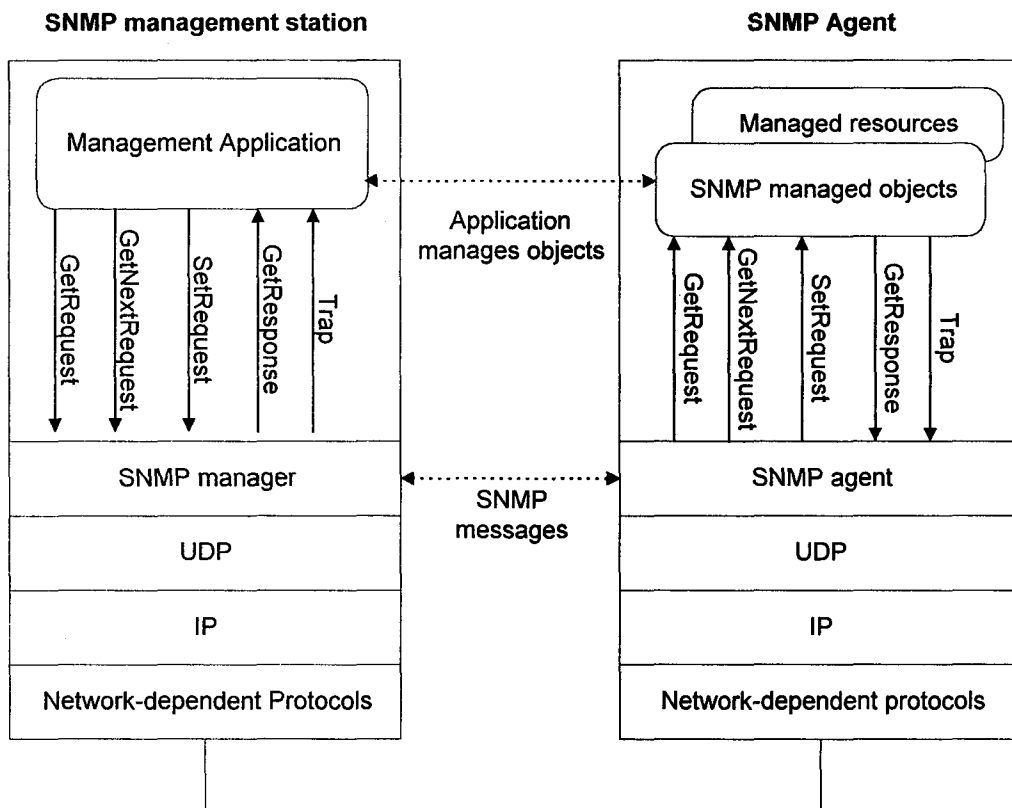 SNMP management station
SNMP Agent
Management Application
Managed resources
SNMP managed objects
Application
manages objects
GetRequest
GetNextRequest
SetRequest
GetResponse
Trap
GetRequest
GetNextRequest
SetRequest
GetResponse
Trap
SNMP manager
SNMP
messages
SNMP agent
UDP
UDP
IP
IP
Network-dependent Protocols
Network-dependent protocols